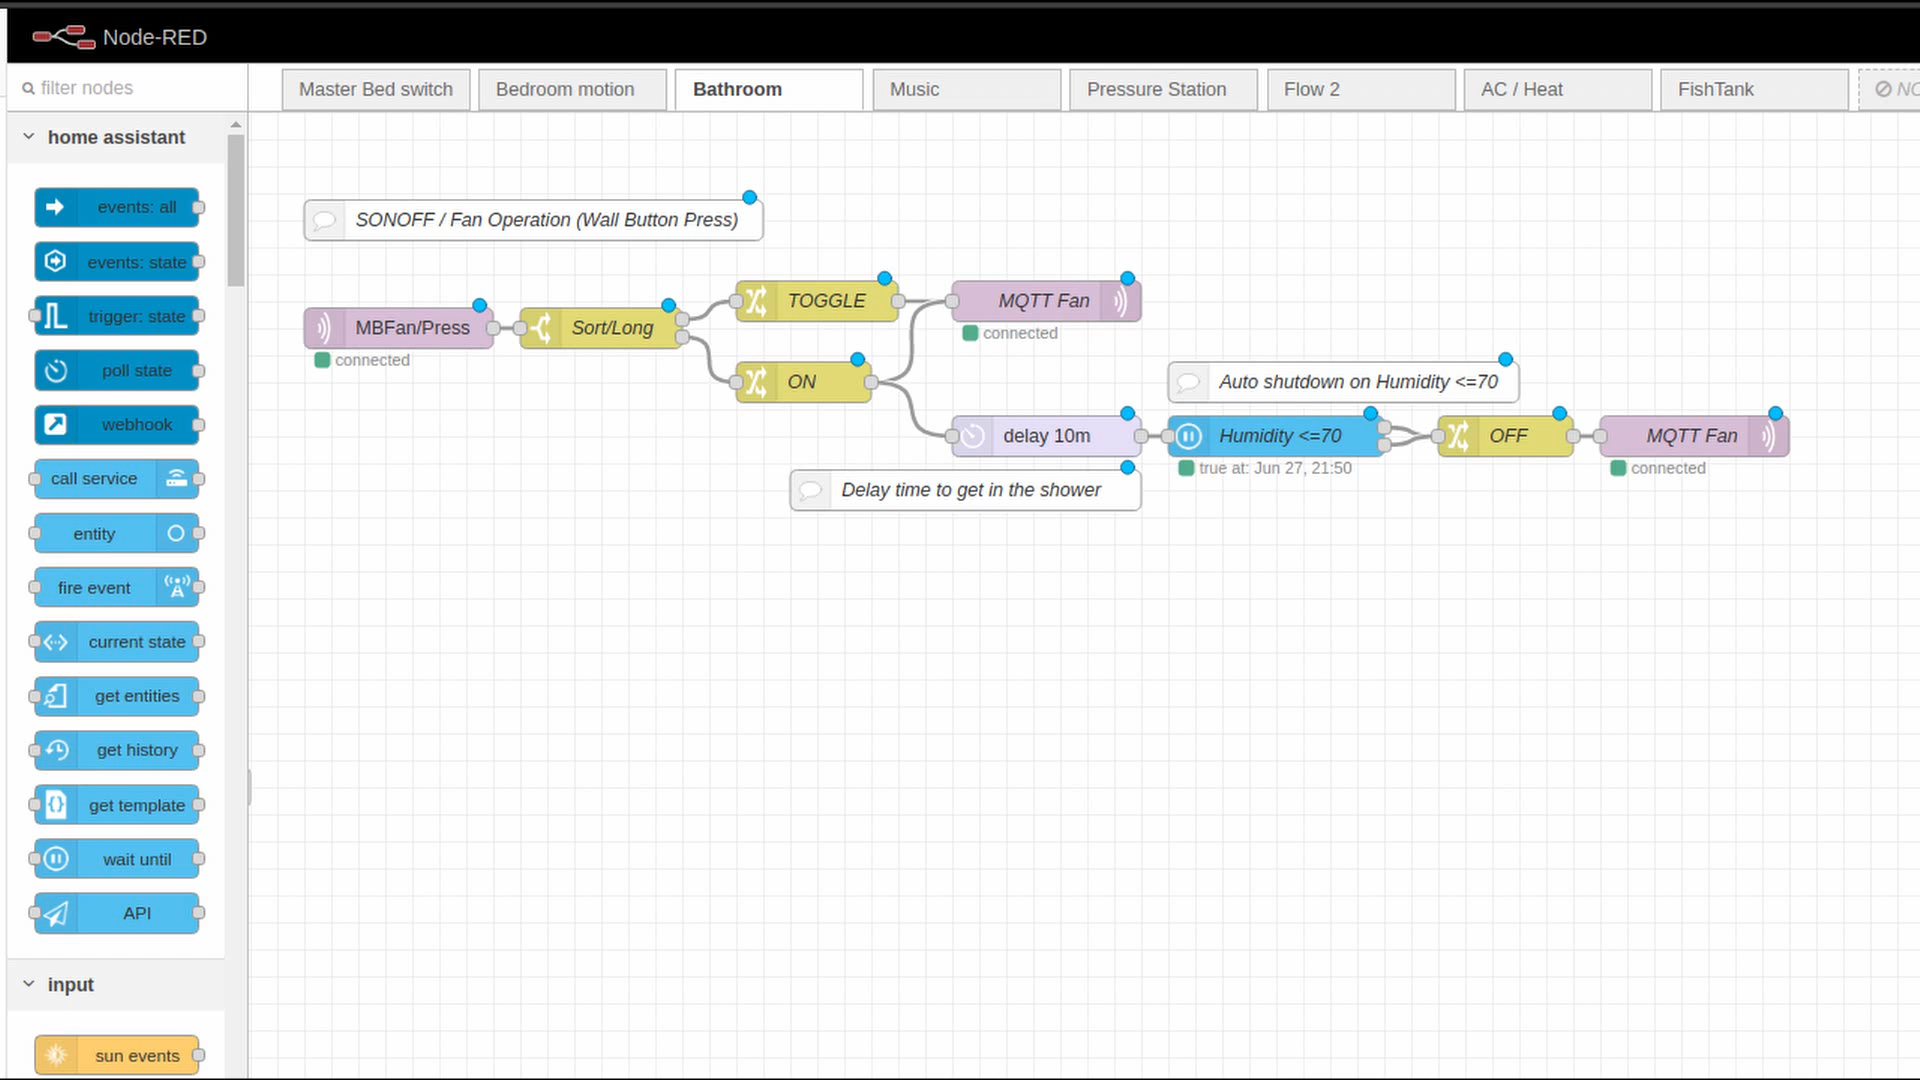 Node-RED
filter nodes
Master Bed switch
Bedroom motion
Bathroom
Music
Pressure Station
Flow 2
AC / Heat
FishTank
home assistant
events: all
events: state
trigger: state
poll state
webhook
call service
entity
fire event
current state
get entities
get history
get template
wait until
API
input
sun events
SONOFF / Fan Operation (Wall Button Press)
MBFan/Press
connected
Sort/Long
TOGGLE
MQTT Fan
connected
ON
Auto shutdown on Humidity <=70
delay 10m
Humidity <=70
true at: Jun 27, 21:50
OFF
MQTT Fan
connected
Delay time to get in the shower